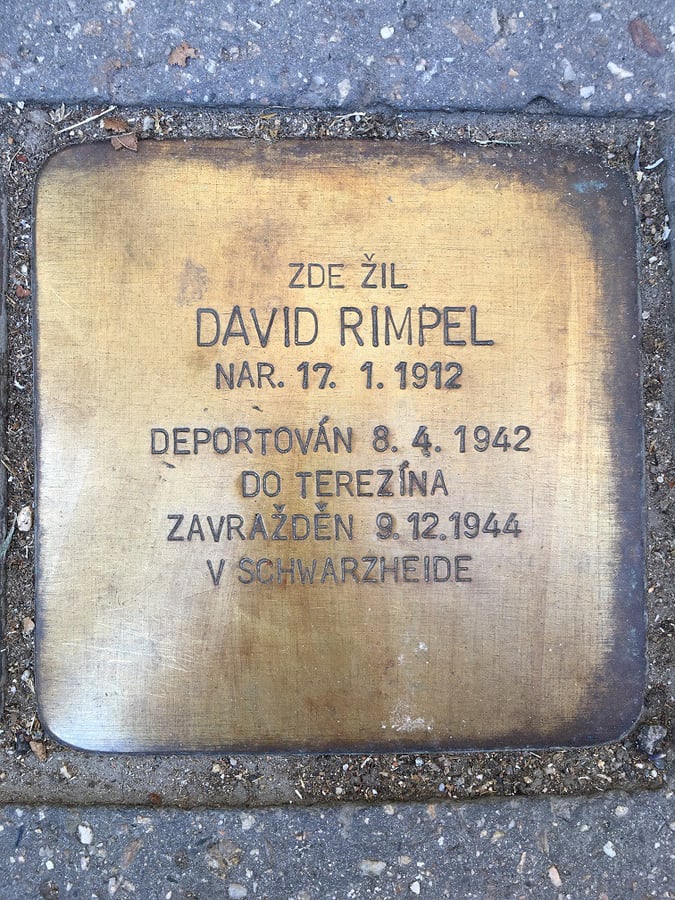 ZDE ŽIL
DAVID RIMPEL
NAR. 17. 1. 1912
DEPORTOVÁN 8. 4. 1942
DO TEREZÍNA
ZAVRAŽDĚN 9.12.1944
V SCHWARZHEIDE